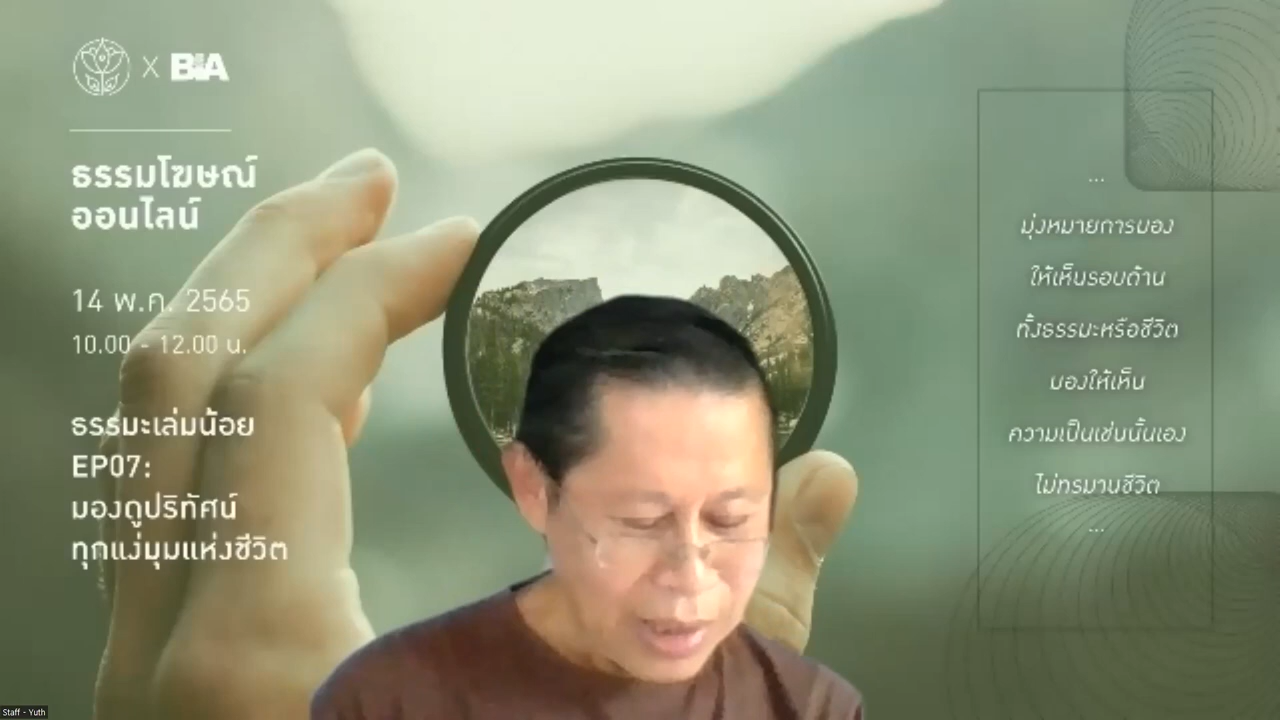 X BIA
ธรรมโฆษณ์
ออนไลน์
14 พ.ค. 2565
10.00 - 12.00 น.
ธรรมะเล่มน้อย
EP07:
มองดูปริทัศน์
ทุกแง่มุมแห่งชีวิต
...
มุ่งหมายการมอง
ให้เห็นรอบด้าน
ทั้งธรรมะหรือชีวิต
มองให้เห็น
ความเป็นเช่นนั้นเอง
ไม่ทรมานชีวิต
...
Staff - Yuth